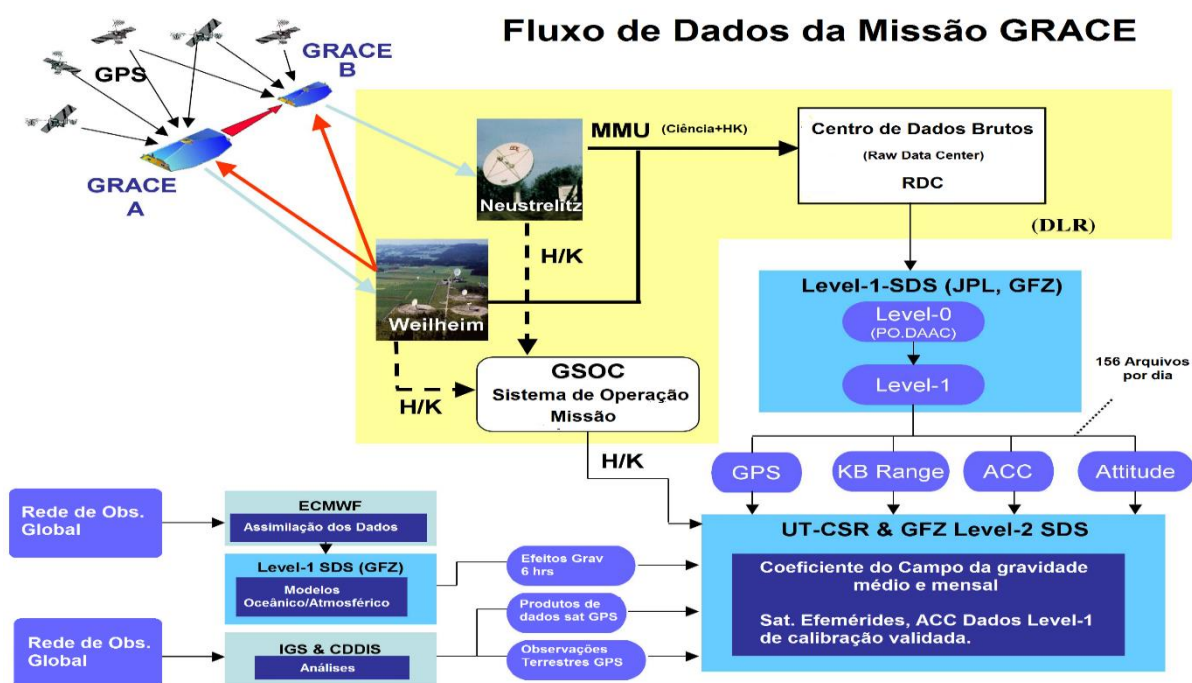 Fluxo de Dados da Missão GRACE
GRACE
B
GPS
GRACE
A
MMU (Ciência+HK)
Neustrelitz
Centro de Dados Brutos
(Raw Data Center)
RDC
(DLR)
H/K
Weilheim
H/K
GSOC
Sistema de Operação
Missão
H/K
Level-1-SDS (JPL, GFZ)
Level-0
(PO.DAAC)
Level-1
156 Arquivos
por dia
GPS
KB Range
ACC
Attitude
Rede de Obs.
Global
ECMWF
Assimilação dos Dados
Level-1 SDS (GFZ)
Modelos
Oceânico/Atmosférico
Efeitos Grav
6 hrs
Produtos de
dados sat GPS
Rede de Obs.
Global
IGS & CDDIS
Análises
Observações
Terrestres GPS
UT-CSR & GFZ Level-2 SDS
Coeficiente do Campo da gravidade
médio e mensal
Sat. Efemérides, ACC Dados Level-1
de calibração validada.